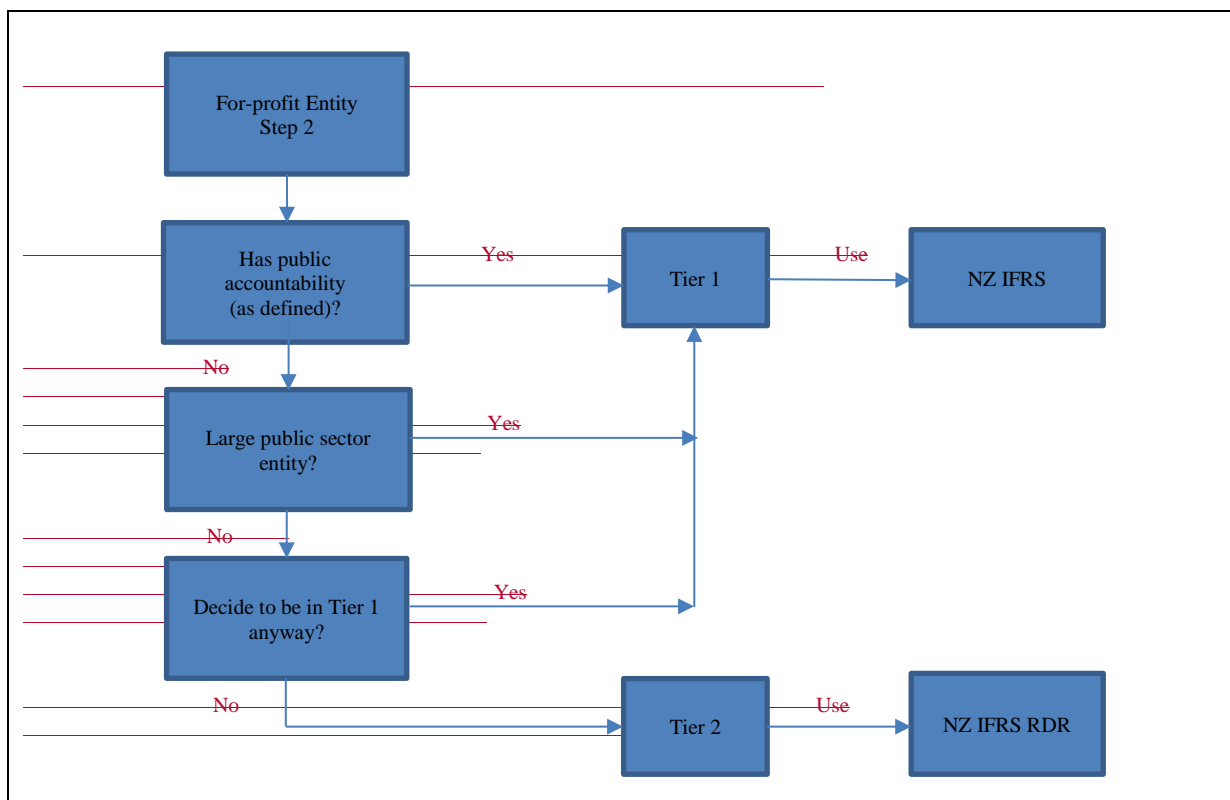 For-profit Entity
Step 2
Has public
accountability
(as defined)?
Yes
Tier 1
Use
NZ IFRS
No
Large public sector
entity?
Yes
No
Decide to be in Tier 1
anyway?
Yes
No
Tier 2
Use
NZ IFRS RDR